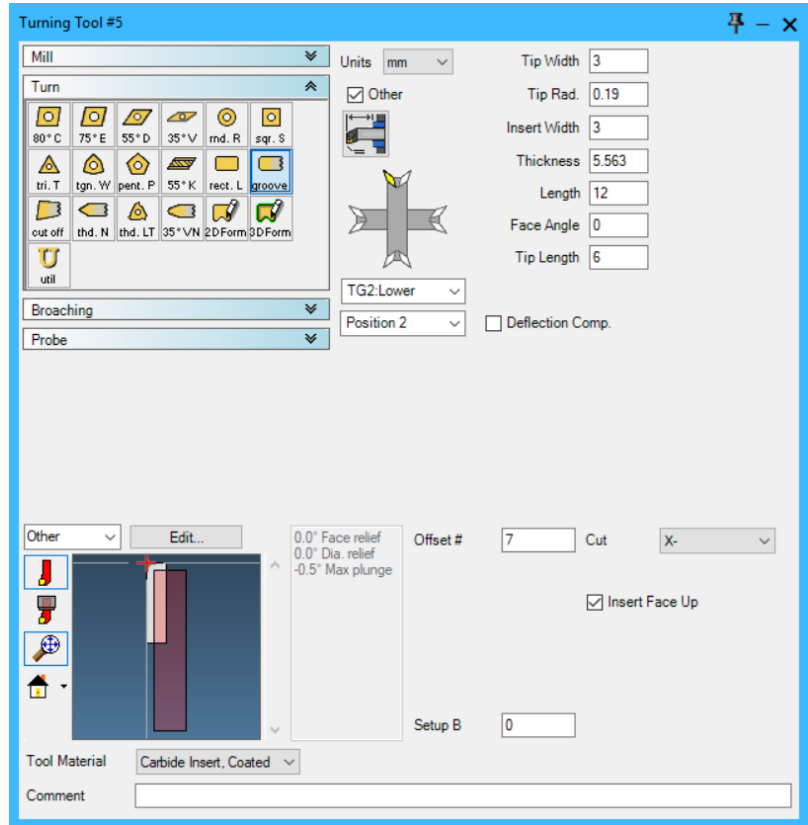 Turning Tool #5
Mill
Turn
80° C 75° E 55° D 35° V rnd. R sqr. S
tri. T tgn. W pent. P 55° K rect. L groove
cut off thd. N thd. LT 35° VN 2DForm 3DForm
util
Broaching
Probe
Units mm
Other
TG2:Lower
Position 2
Tip Width 3
Tip Rad. 0.19
Insert Width 3
Thickness 5.563
Length 12
Face Angle 0
Tip Length 6
Deflection Comp.
Other Edit...
0.0° Face relief
0.0° Dia. relief
-0.5° Max plunge
Offset # 7 Cut X-
Insert Face Up
Setup B 0
Tool Material Carbide Insert, Coated
Comment